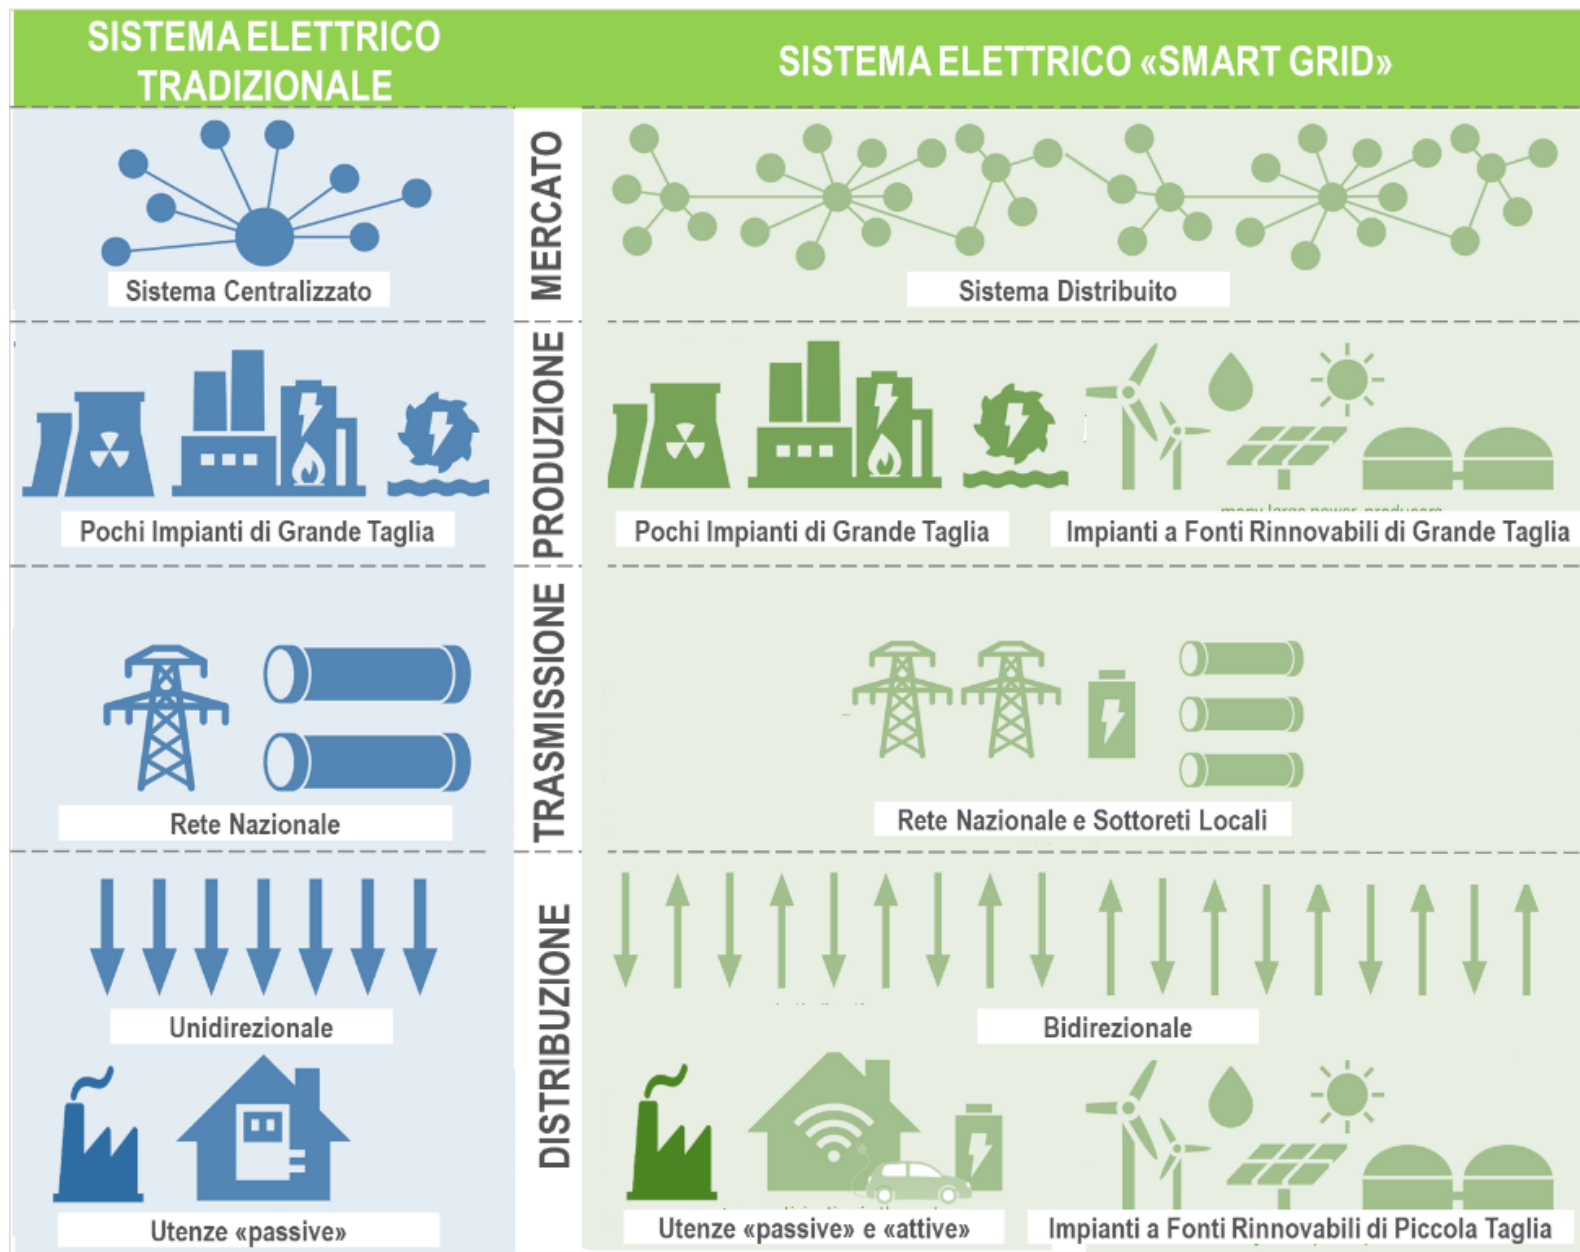 SISTEMA ELETTRICO
TRADIZIONALE
SISTEMA ELETTRICO «SMART GRID»
MERCATO
Sistema Centralizzato
Sistema Distribuito
PRODUZIONE
Pochi Impianti di Grande Taglia
Pochi Impianti di Grande Taglia
Impianti a Fonti Rinnovabili di Grande Taglia
TRASMISSIONE
Rete Nazionale
Rete Nazionale e Sottoreti Locali
DISTRIBUZIONE
Unidirezionale
Bidirezionale
Utenze «passive»
Utenze «passive» e «attive»
Impianti a Fonti Rinnovabili di Piccola Taglia